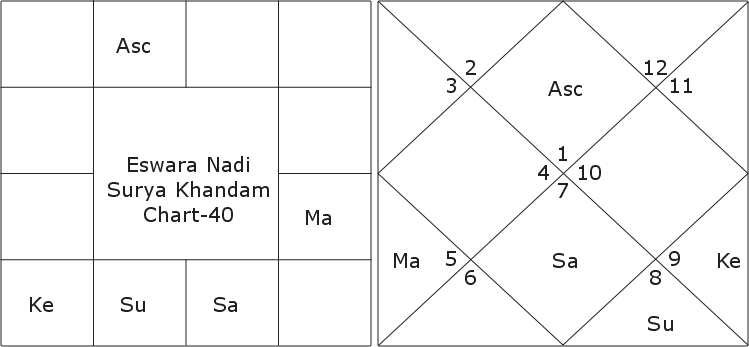 Asc
Eswara Nadi
Surya Khandam
Chart-40
Ma
Ke Su Sa
2 12
3 11
Asc
1
4 10
7
Ma 5 Sa 9 Ke
6 8
Su